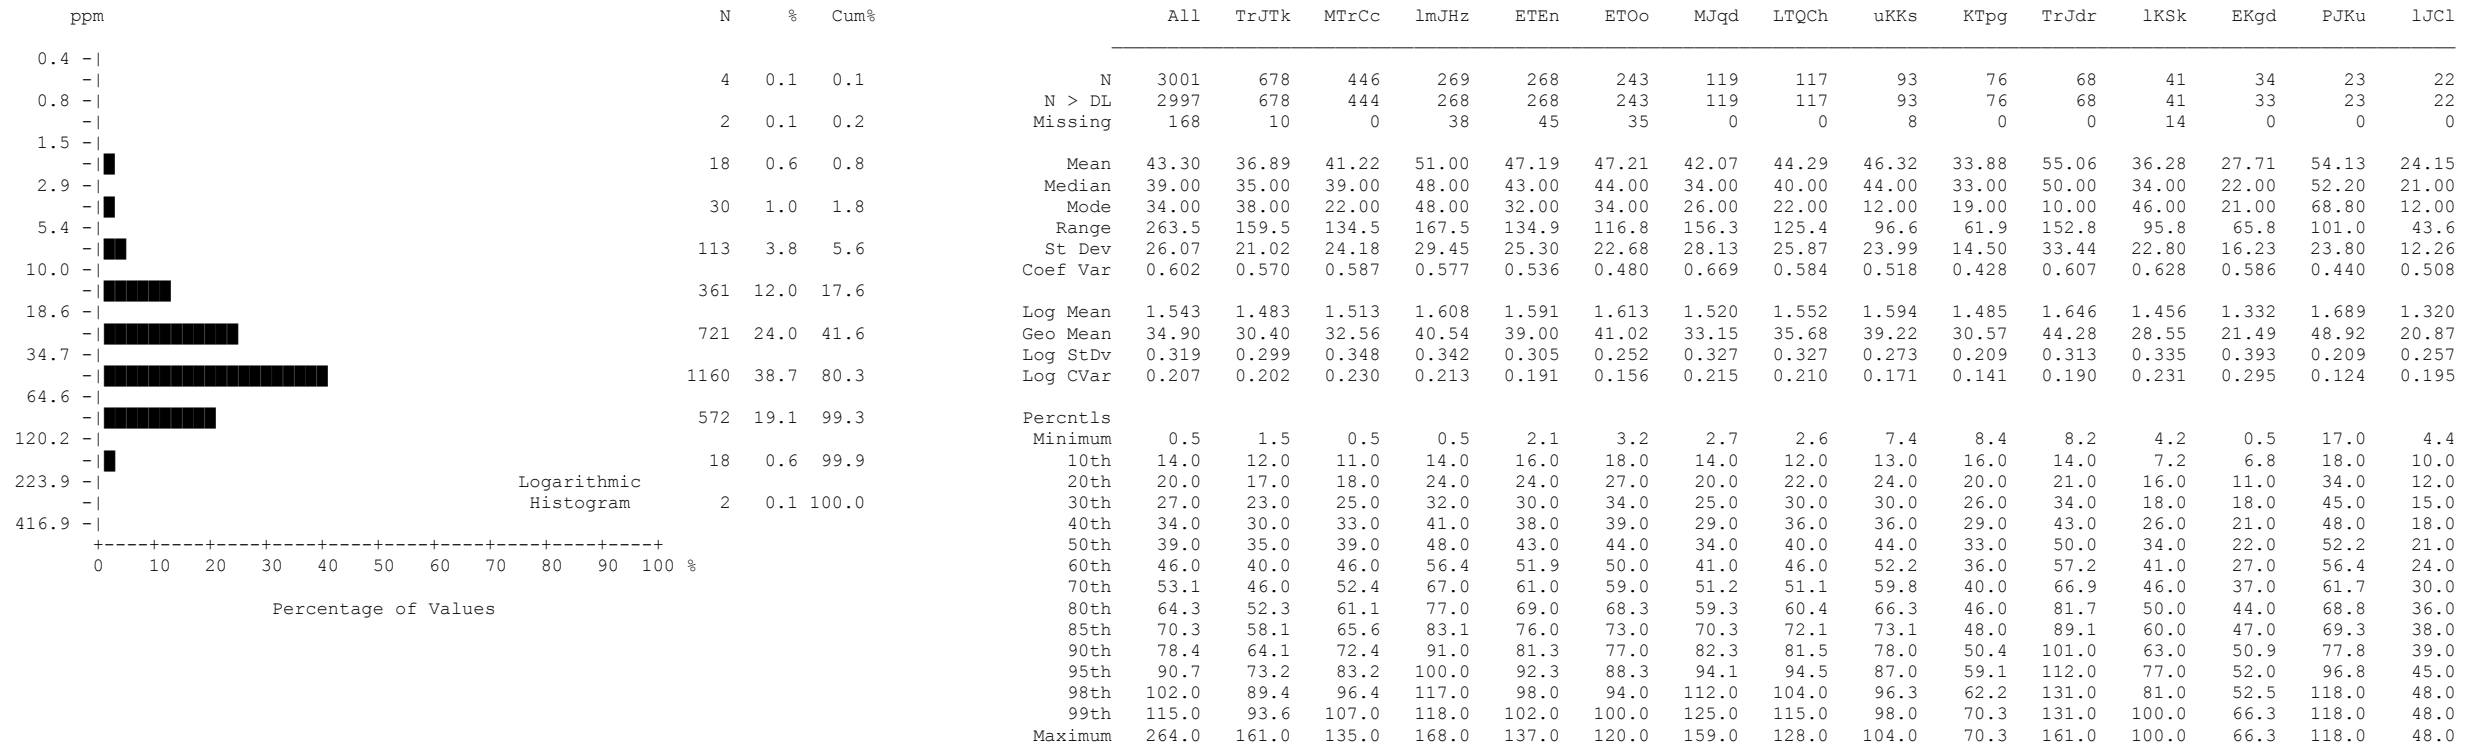 ppm N % Cum% All TrJTk MTrCc lmJHz ETEn ETOo MJqd LTQCh uKKs KTpg TrJdr lKSk EKgd PJKu lJCl
0.4 -|
-| 4 0.1 0.1 N 3001 678 446 269 268 243 119 117 93 76 68 41 34 23 22
0.8 -| N > DL 2997 678 444 268 268 243 119 117 93 76 68 41 33 23 22
-| 2 0.1 0.2 Missing 168 10 0 38 45 35 0 0 8 0 0 14 0 0 0
1.5 -|
-| 18 0.6 0.8 Mean 43.30 36.89 41.22 51.00 47.19 47.21 42.07 44.29 46.32 33.88 55.06 36.28 27.71 54.13 24.15
2.9 -| Median 39.00 35.00 39.00 48.00 43.00 44.00 34.00 40.00 44.00 33.00 50.00 34.00 22.00 52.20 21.00
-| 30 1.0 1.8 Mode 34.00 38.00 22.00 48.00 32.00 34.00 26.00 22.00 12.00 19.00 10.00 46.00 21.00 68.80 12.00
5.4 -| Range 263.5 159.5 134.5 167.5 134.9 116.8 156.3 125.4 96.6 61.9 152.8 95.8 65.8 101.0 43.6
-| 113 3.8 5.6 St Dev 26.07 21.02 24.18 29.45 25.30 22.68 28.13 25.87 23.99 14.50 33.44 22.80 16.23 23.80 12.26
10.0 -| Coef Var 0.602 0.570 0.587 0.577 0.536 0.480 0.669 0.584 0.518 0.428 0.607 0.628 0.586 0.440 0.508
-| 361 12.0 17.6
18.6 -| Log Mean 1.543 1.483 1.513 1.608 1.591 1.613 1.520 1.552 1.594 1.485 1.646 1.456 1.332 1.689 1.320
-| 721 24.0 41.6 Geo Mean 34.90 30.40 32.56 40.54 39.00 41.02 33.15 35.68 39.22 30.57 44.28 28.55 21.49 48.92 20.87
34.7 -| Log StDv 0.319 0.299 0.348 0.342 0.305 0.252 0.327 0.327 0.273 0.209 0.313 0.335 0.393 0.209 0.257
-| 1160 38.7 80.3 Log CVar 0.207 0.202 0.230 0.213 0.191 0.156 0.215 0.210 0.171 0.141 0.190 0.231 0.295 0.124 0.195
64.6 -|
-| 572 19.1 99.3 Percntls
120.2 -| Minimum 0.5 1.5 0.5 0.5 2.1 3.2 2.7 2.6 7.4 8.4 8.2 4.2 0.5 17.0 4.4
-| 18 0.6 99.9 10th 14.0 12.0 11.0 14.0 16.0 18.0 14.0 12.0 13.0 16.0 14.0 7.2 6.8 18.0 10.0
223.9 -| Logarithmic 20th 20.0 17.0 18.0 24.0 24.0 27.0 20.0 22.0 24.0 20.0 21.0 16.0 11.0 34.0 12.0
-| Histogram 2 0.1 100.0 30th 27.0 23.0 25.0 32.0 30.0 34.0 25.0 30.0 30.0 26.0 34.0 18.0 18.0 45.0 15.0
416.9 -| 40th 34.0 30.0 33.0 41.0 38.0 39.0 29.0 36.0 36.0 29.0 43.0 26.0 21.0 48.0 18.0
+----+----+----+----+----+----+----+----+----+----+ 50th 39.0 35.0 39.0 48.0 43.0 44.0 34.0 40.0 44.0 33.0 50.0 34.0 22.0 52.2 21.0
0 10 20 30 40 50 60 70 80 90 100 % 60th 46.0 40.0 46.0 56.4 51.9 50.0 41.0 46.0 52.2 36.0 57.2 41.0 27.0 56.4 24.0
70th 53.1 46.0 52.4 67.0 61.0 59.0 51.2 51.1 59.8 40.0 66.9 46.0 37.0 61.7 30.0
Percentage of Values 80th 64.3 52.3 61.1 77.0 69.0 68.3 59.3 60.4 66.3 46.0 81.7 50.0 44.0 68.8 36.0
85th 70.3 58.1 65.6 83.1 76.0 73.0 70.3 72.1 73.1 48.0 89.1 60.0 47.0 69.3 38.0
90th 78.4 64.1 72.4 91.0 81.3 77.0 82.3 81.5 78.0 50.4 101.0 63.0 50.9 77.8 39.0
95th 90.7 73.2 83.2 100.0 92.3 88.3 94.1 94.5 87.0 59.1 112.0 77.0 52.0 96.8 45.0
98th 102.0 89.4 96.4 117.0 98.0 94.0 112.0 104.0 96.3 62.2 131.0 81.0 52.5 118.0 48.0
99th 115.0 93.6 107.0 118.0 102.0 100.0 125.0 115.0 98.0 70.3 131.0 100.0 66.3 118.0 48.0
Maximum 264.0 161.0 135.0 168.0 137.0 120.0 159.0 128.0 104.0 70.3 161.0 100.0 66.3 118.0 48.0